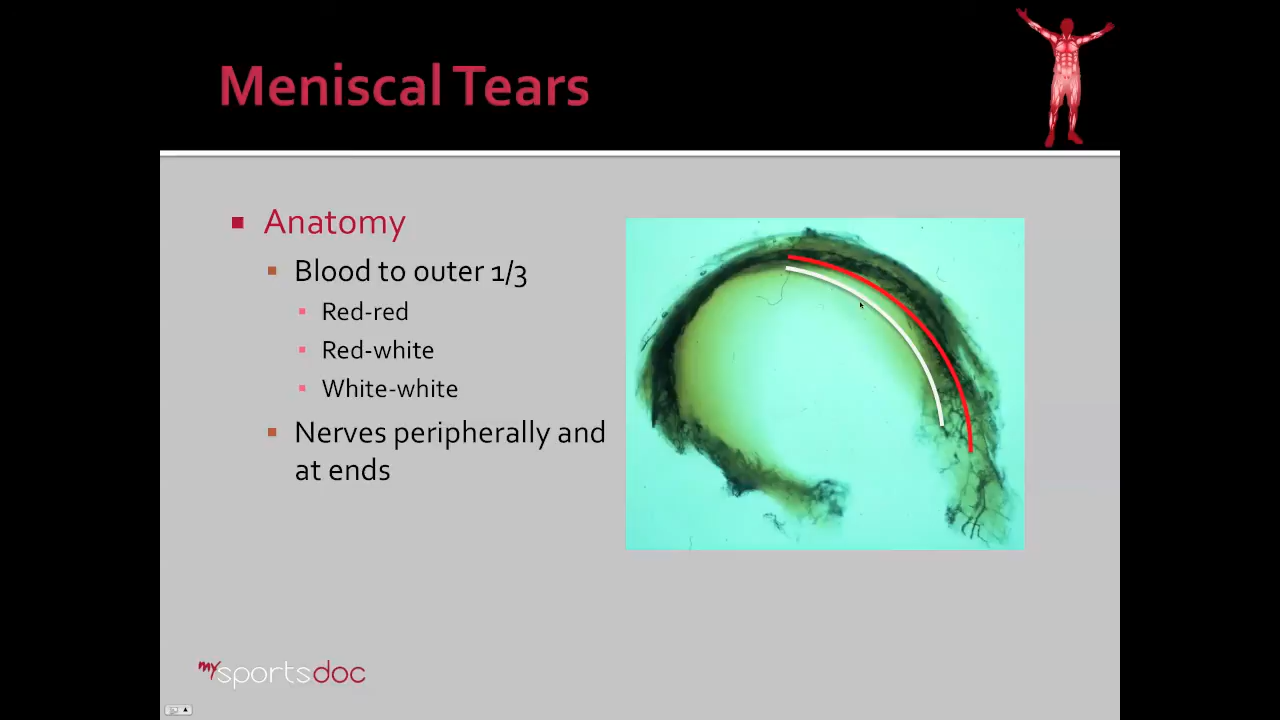 Meniscal Tears
Anatomy
Blood to outer 1/3
Red-red
Red-white
White-white
Nerves peripherally and
at ends
mysportsdoc